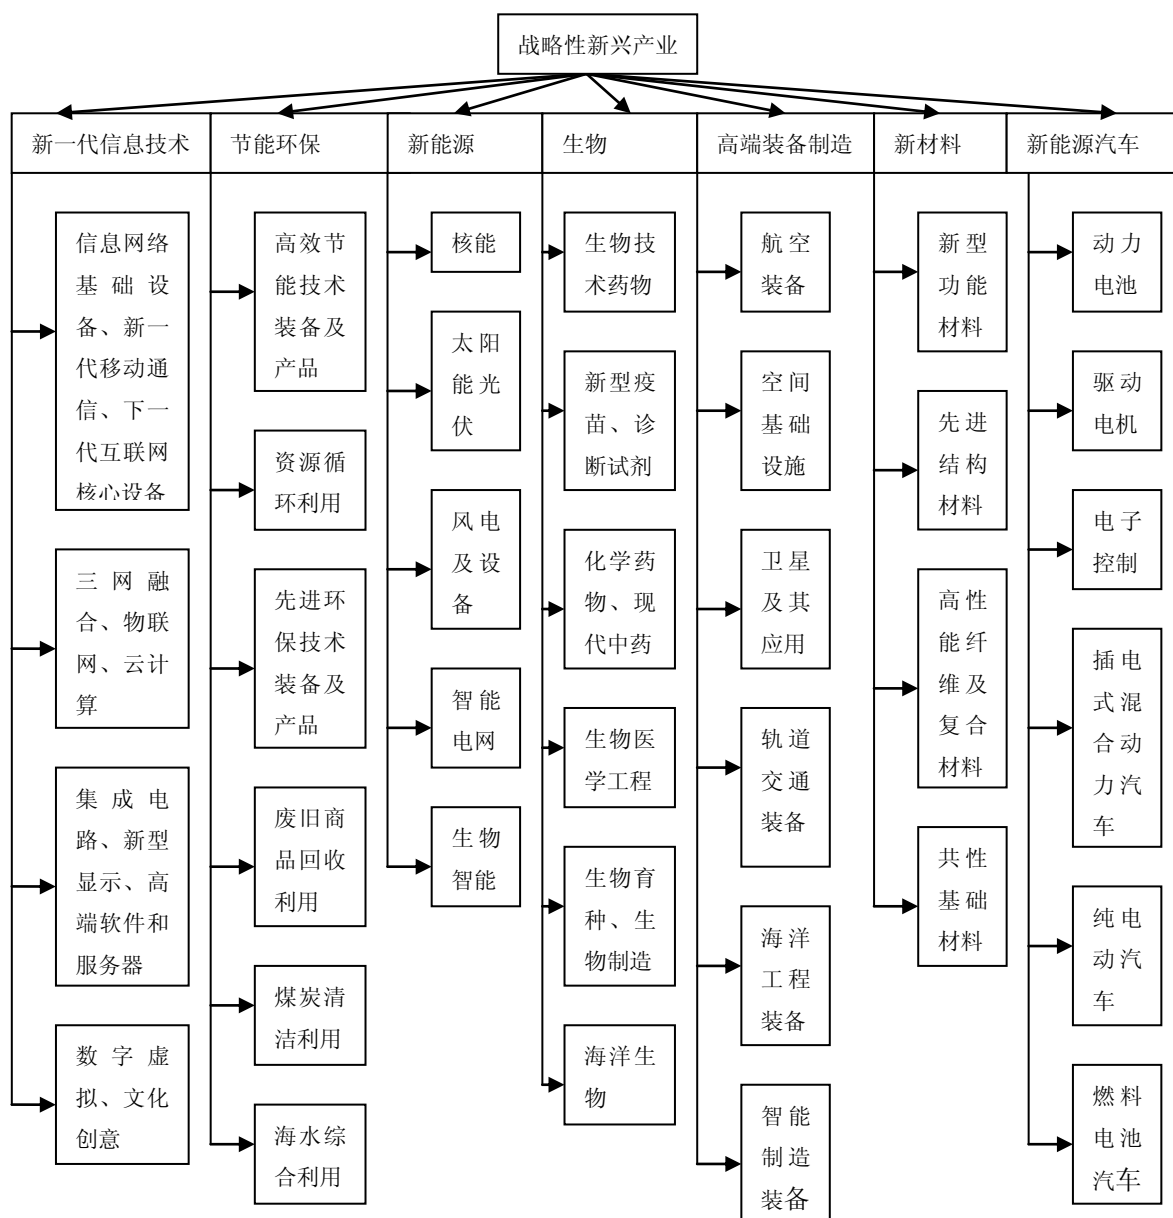 战略性新兴产业
新一代信息技术
节能环保
新能源
生物
高端装备制造
新材料
新能源汽车
信息网络
基础设
备、新一
代移动通
信、下一
代互联网
核心设备
三网融
合、物联
网、云计
算
集成电
路、新型
显示、高
端软件和
服务器
数字虚
拟、文化
创意
高效节
能技术
装备及
产品
资源循
环利用
先进环
保技术
装备及
产品
废旧商
品回收
利用
煤炭清
洁利用
海水综
合利用
核能
太阳
能光
伏
风电
及设
备
智能
电网
生物
智能
生物技
术药物
新型疫
苗、诊
断试剂
化学药
物、现
代中药
生物医
学工程
生物育
种、生
物制造
海洋生
物
航空
装备
空间
基础
设施
卫星
及其
应用
轨道
交通
装备
海洋
工程
装备
智能
制造
装备
新型
功能
材料
先进
结构
材料
高性
能纤
维及
复合
材料
共性
基础
材料
动力
电池
驱动
电机
电子
控制
插电
式混
合动
力汽
车
纯电
动汽
车
燃料
电池
汽车